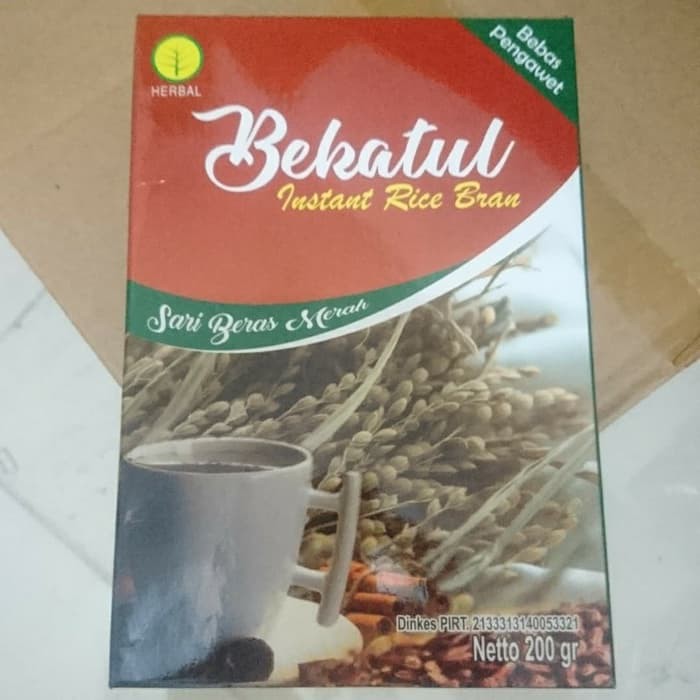 HERBAL
Bebas
Pengawet
Bekatul
Instant Rice Bran
Sari Beras Merah
Dinkes PIRT. 2133313140053321
Netto 200 gr